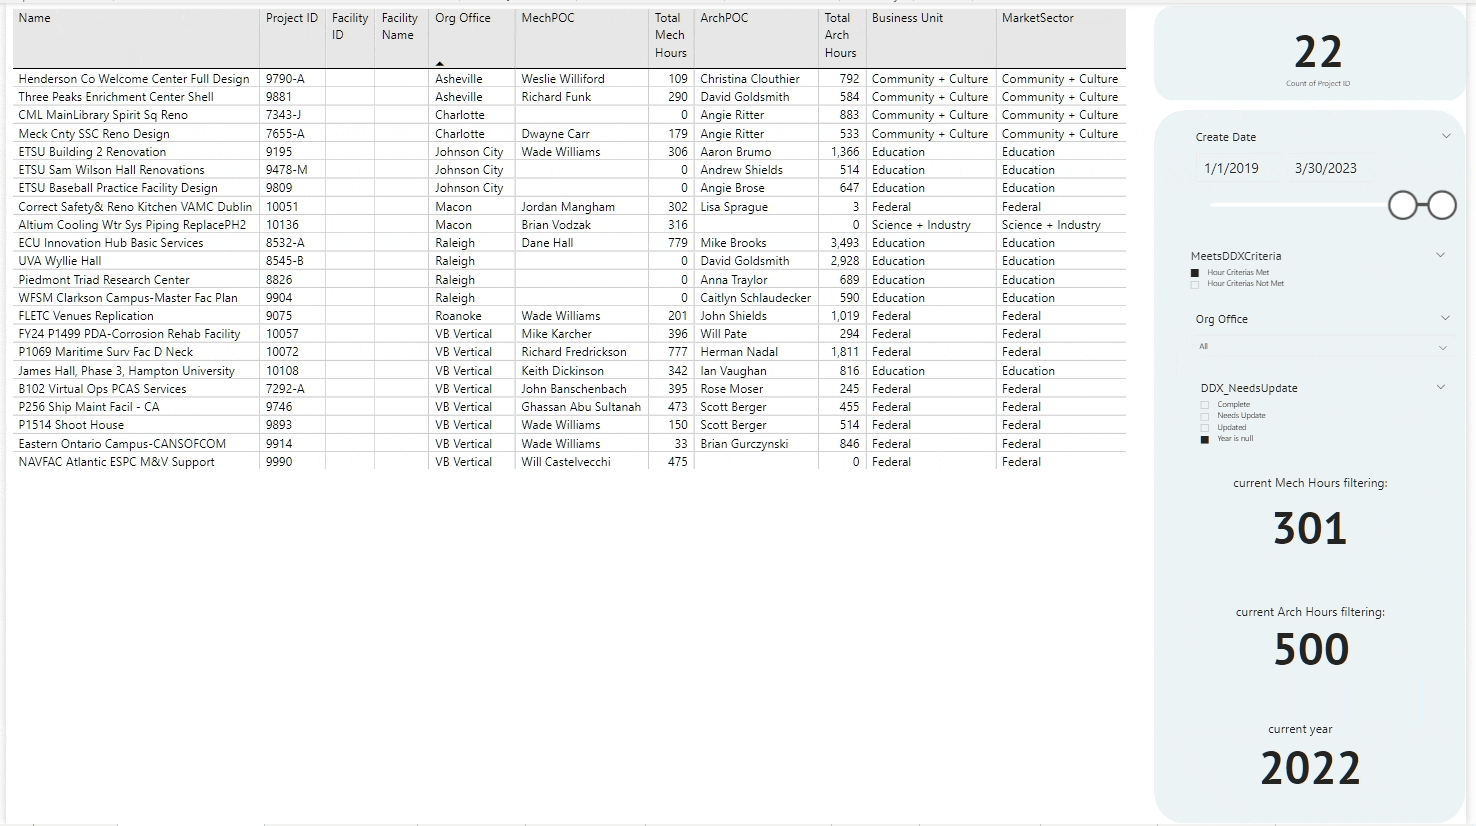 Name Project ID Facility ID Facility Name Org Office MechPOC Total Mech Hours ArchPOC Total Arch Hours Business Unit MarketSector
Henderson Co Welcome Center Full Design 9790-A Asheville Weslie Williford 109 Christina Clouthier 792 Community + Culture Community + Culture
Three Peaks Enrichment Center Shell 9881 Asheville Richard Funk 290 David Goldsmith 584 Community + Culture Community + Culture
CML MainLibrary Spirit Sq Reno 7343-J Charlotte 0 Angie Ritter 883 Community + Culture Community + Culture
Meck Cnty SSC Reno Design 7655-A Charlotte Dwayne Carr 179 Angie Ritter 533 Community + Culture Community + Culture
ETSU Building 2 Renovation 9195 Johnson City Wade Williams 306 Aaron Brumo 1,366 Education Education
ETSU Sam Wilson Hall Renovations 9478-M Johnson City 0 Andrew Shields 514 Education Education
ETSU Baseball Practice Facility Design 9809 Johnson City 0 Angie Brose 647 Education Education
Correct Safety& Reno Kitchen VAMC Dublin 10051 Macon Jordan Mangham 302 Lisa Sprague 3 Federal Federal
Altium Cooling Wtr Sys Piping ReplacePH2 10136 Macon Brian Vodzak 316 0 Science + Industry Science + Industry
ECU Innovation Hub Basic Services 8532-A Raleigh Dane Hall 779 Mike Brooks 3,493 Education Education
UVA Wyllie Hall 8545-B Raleigh 0 David Goldsmith 2,928 Education Education
Piedmont Triad Research Center 8826 Raleigh 0 Anna Traylor 689 Education Education
WFSM Clarkson Campus-Master Fac Plan 9904 Raleigh 0 Caitlyn Schlaudecker 590 Education Education
FLETC Venues Replication 9075 Roanoke Wade Williams 201 John Shields 1,019 Federal Federal
FY24 P1499 PDA-Corrosion Rehab Facility 10057 VB Vertical Mike Karcher 396 Will Pate 294 Federal Federal
P1069 Maritime Surv Fac D Neck 10072 VB Vertical Richard Fredrickson 777 Herman Nadal 1,811 Federal Federal
James Hall, Phase 3, Hampton University 10108 VB Vertical Keith Dickinson 342 Ian Vaughan 816 Education Education
B102 Virtual Ops PCAS Services 7292-A VB Vertical John Banschenbach 395 Rose Moser 245 Federal Federal
P256 Ship Maint Facil - CA 9746 VB Vertical Ghassan Abu Sultanah 473 Scott Berger 455 Federal Federal
P1514 Shoot House 9893 VB Vertical Wade Williams 150 Scott Berger 514 Federal Federal
Eastern Ontario Campus-CANSOFCOM 9914 VB Vertical Wade Williams 33 Brian Gurczynski 846 Federal Federal
NAVFAC Atlantic ESPC M&V Support 9990 VB Vertical Will Castelvecchi 475 0 Federal Federal
22
Count of Project ID
Create Date
1/1/2019 3/30/2023
MeetsDDXCriteria
Hour Criterias Met
Hour Criterias Not Met
Org Office
All
DDX_NeedsUpdate
Complete
Needs Update
Updated
Year is null
current Mech Hours filtering:
301
current Arch Hours filtering:
500
current year
2022